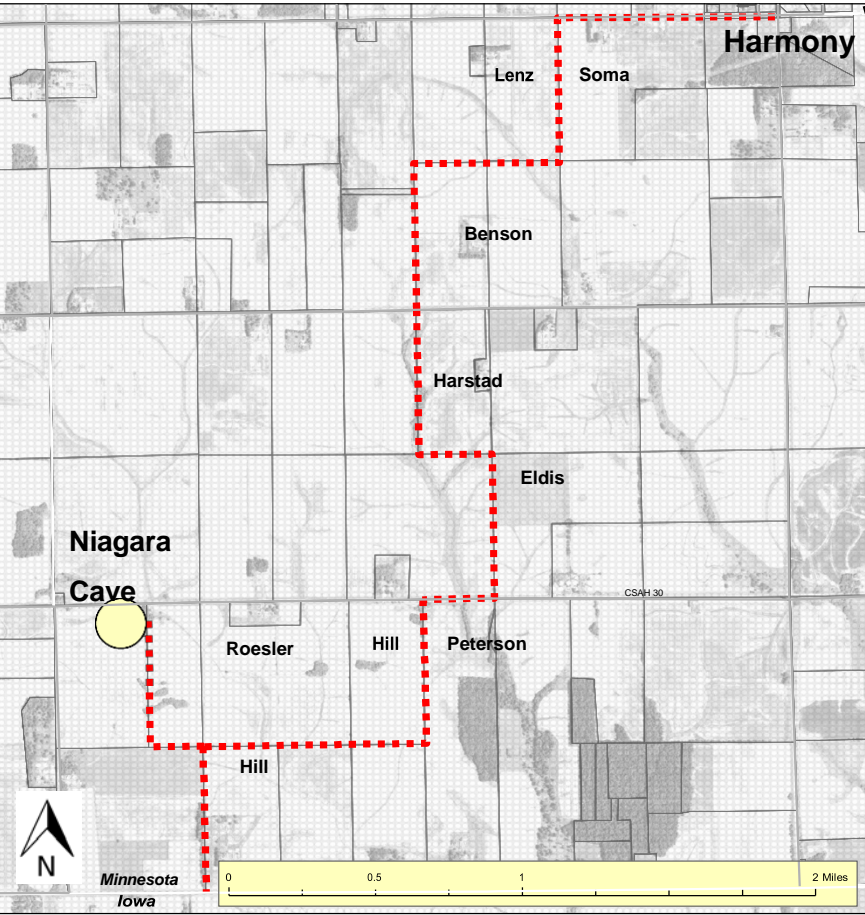 Harmony
Lenz
Soma
Benson
Harstad
Eldis
Niagara
Cave
CSAH 30
Roesler
Hill
Peterson
Hill
N
Minnesota
Iowa
0
0.5
1
2 Miles